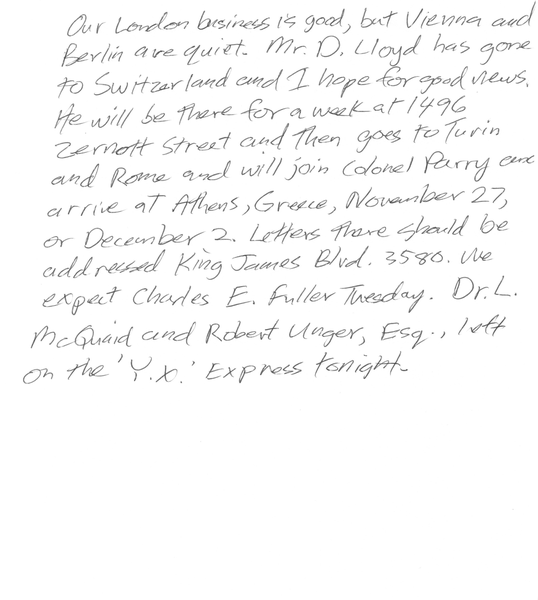 Our London business is good, but Vienna and
Berlin are quiet. Mr. D. Lloyd has gone
to Switzerland and I hope for good news.
He will be there for a week at 1496
Zermott Street and then goes to Turin
and Rome and will join Colonel Parry and
arrive at Athens, Greece, November 27,
or December 2. Letters there should be
addressed King James Blvd. 3580. We
expect Charles E. Fuller Tuesday. Dr. L.
McQuaid and Robert Unger, Esq., left
on the 'Y.X.' Express tonight.